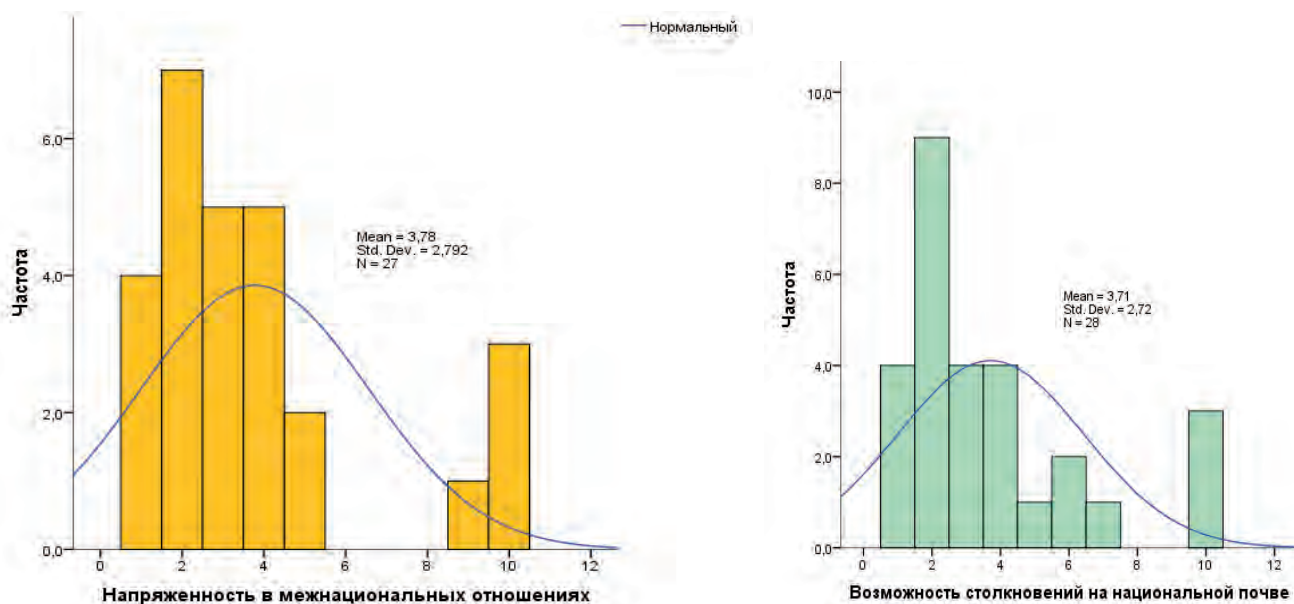 Нормальный
Частота
6,0
4,0
2,0
0,0
Mean = 3,78
Std. Dev. = 2,792
N = 27
0 2 4 6 8 10 12
Напряженность в межнациональных отношениях
Частота
10,0
8,0
6,0
4,0
2,0
0,0
Mean = 3,71
Std. Dev. = 2,72
N = 28
0 2 4 6 8 10 12
Возможность столкновений на национальной почве